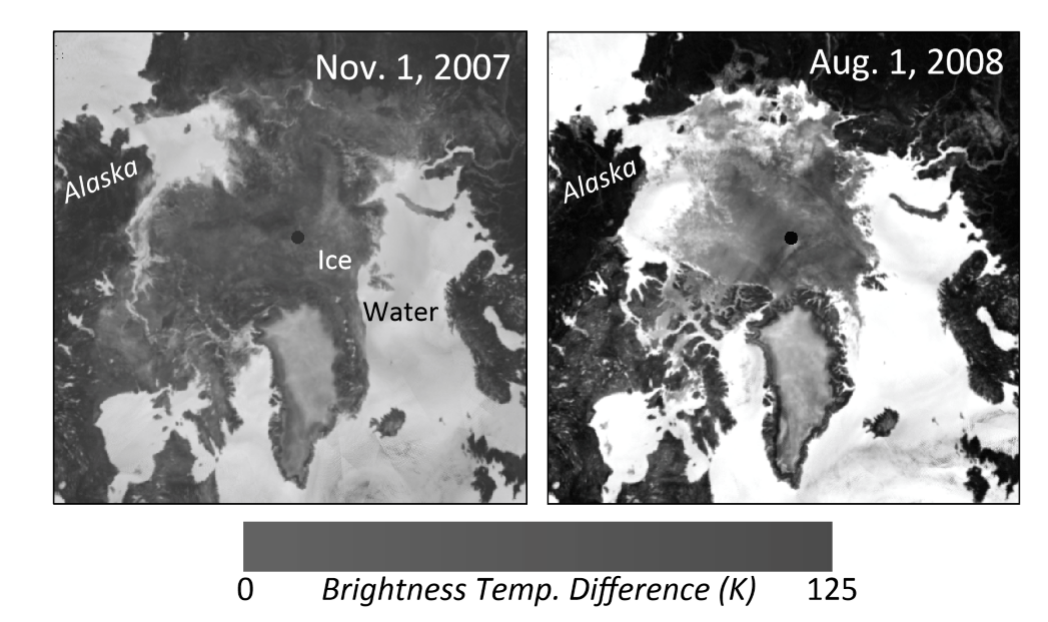 Nov. 1, 2007
Aug. 1, 2008
Alaska
Alaska
Ice
Water
0 Brightness Temp. Difference (K) 125